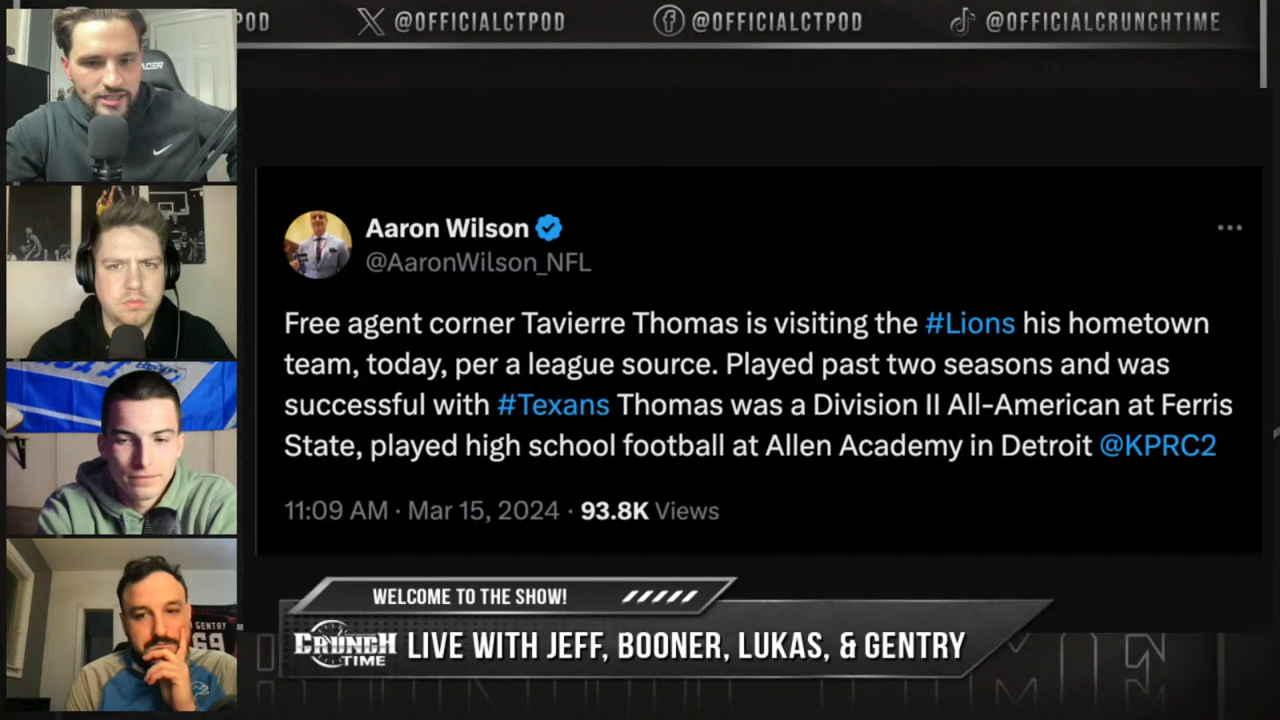 POD @OFFICIALCTPOD @OFFICIALCTPOD @OFFICIALCRUNCHTIME
ACER
Aaron Wilson
@AaronWilson_NFL
Free agent corner Tavierre Thomas is visiting the #Lions his hometown
team, today, per a league source. Played past two seasons and was
successful with #Texans Thomas was a Division II All-American at Ferris
State, played high school football at Allen Academy in Detroit @KPRC2
11:09 AM · Mar 15, 2024 · 93.8K Views
WELCOME TO THE SHOW!
CRUNCH
TIME
LIVE WITH JEFF, BOONER, LUKAS, & GENTRY
GENTRY
69